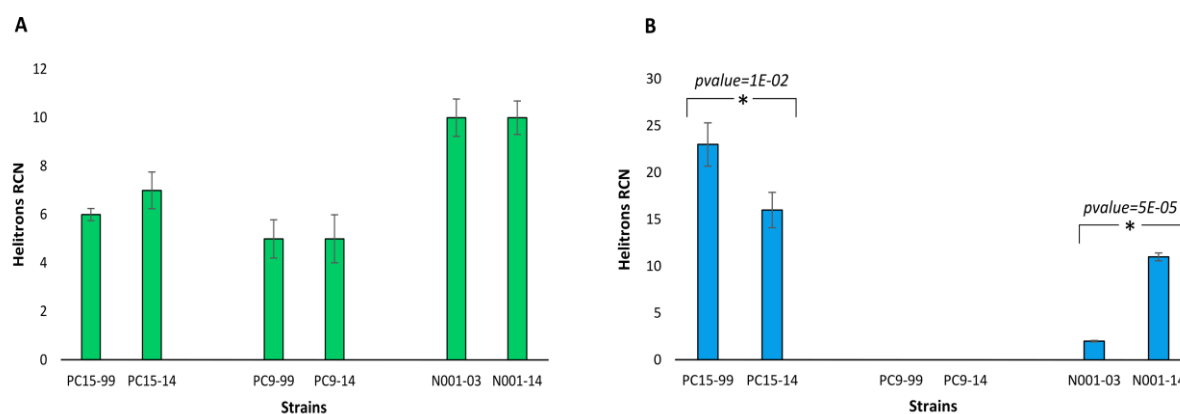 A
12
10
8
6
4
2
0
Helitrons RCN
PC15-99 PC15-14 PC9-99 PC9-14 N001-03 N001-14
Strains
B
30
25
20
15
10
5
0
Helitrons RCN
pvalue=1E-02
*
pvalue=5E-05
*
PC15-99 PC15-14 PC9-99 PC9-14 N001-03 N001-14
Strains